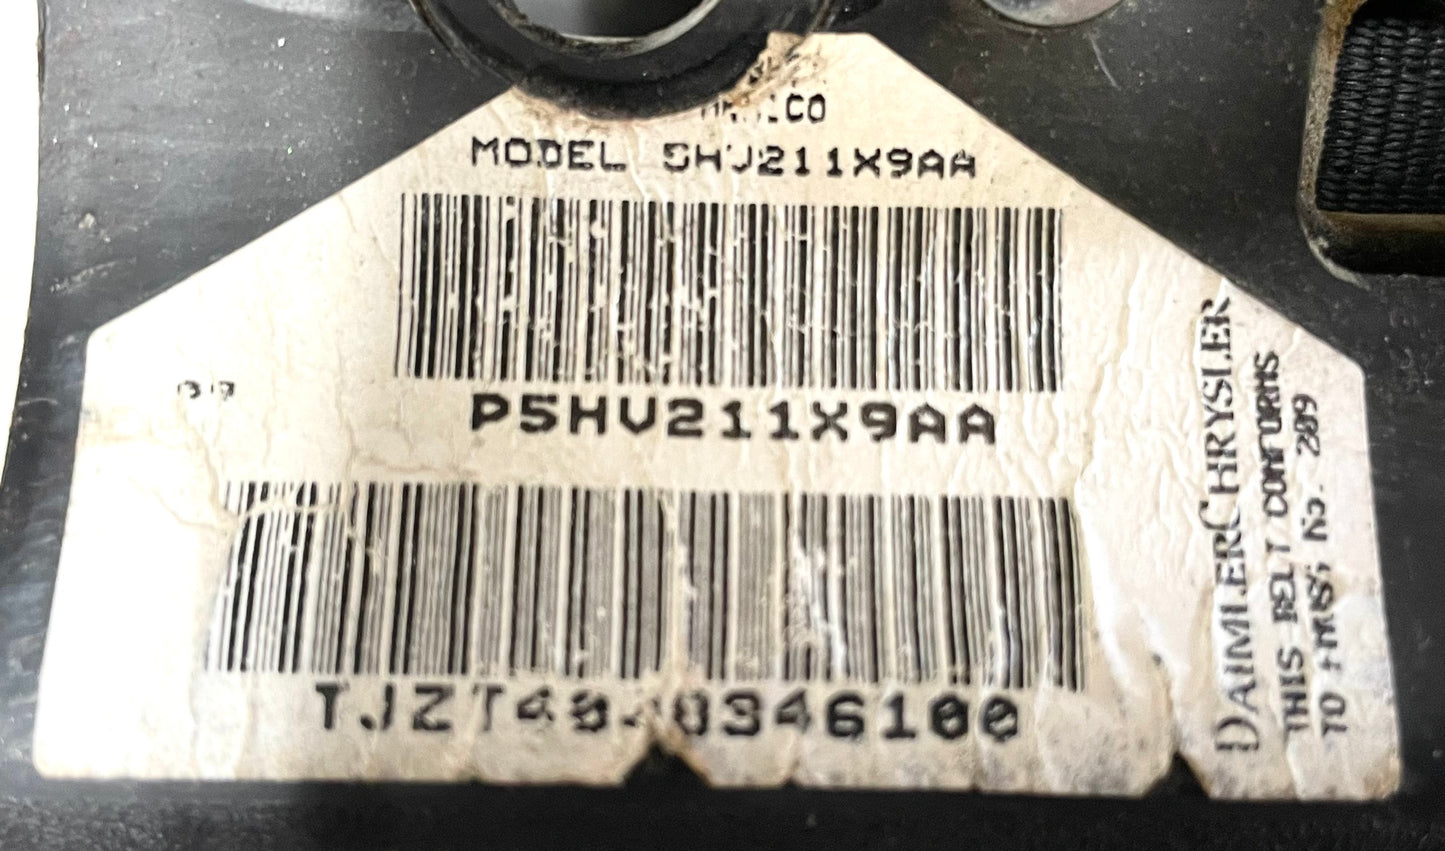 MODEL 5HV211X9AA
P5HV211X9AA
DAIMLERCHRYSLER
THIS BELT CONFORMS
TO FMVSS NO. 209